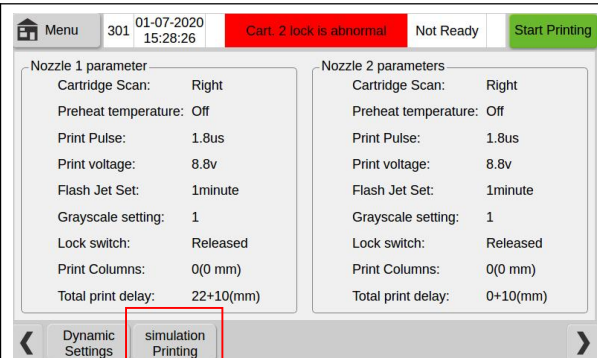 Menu
301
01-07-2020
15:28:26
Cart. 2 lock is abnormal
Not Ready
Start Printing
Nozzle 1 parameter
Cartridge Scan: Right
Preheat temperature: Off
Print Pulse: 1.8us
Print voltage: 8.8v
Flash Jet Set: 1minute
Grayscale setting: 1
Lock switch: Released
Print Columns: 0(0 mm)
Total print delay: 22+10(mm)
Nozzle 2 parameters
Cartridge Scan: Right
Preheat temperature: Off
Print Pulse: 1.8us
Print voltage: 8.8v
Flash Jet Set: 1minute
Grayscale setting: 1
Lock switch: Released
Print Columns: 0(0 mm)
Total print delay: 0+10(mm)
Dynamic
Settings
simulation
Printing